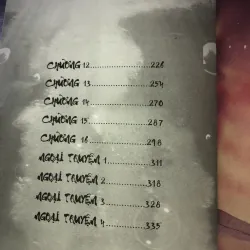 CHƯƠNG 12..................226
CHƯƠNG 13..................254
CHƯƠNG 14..................270
CHƯƠNG 15..................287
CHƯƠNG 16..................298
NGOẠI TRUYỆN 1............311
NGOẠI TRUYỆN 2............318
NGOẠI TRUYỆN 3............328
NGOẠI TRUYỆN 4............335